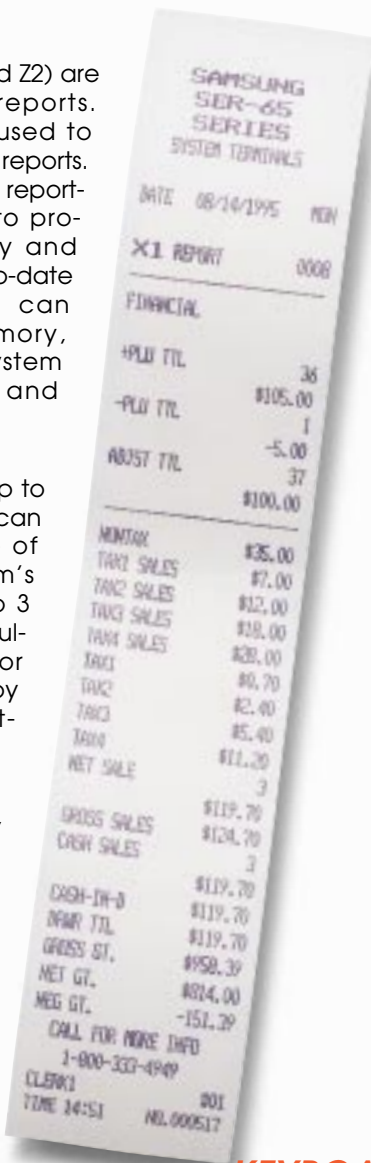 d Z2) are
reports.
used to
reports.
report-
to pro-
y and
o-date
can
mory,
ystem
and
p to
can
of
m's
o 3
ul-
or
by
t-
SAMSUNG
SER-65
SERIES
SYSTEM TERMINALS
DATE 08/14/1995 MON
X1 REPORT 0008
FINANCIAL
+PLU TTL 36
$105.00
-PLU TTL 1
-5.00
ADJST TTL 37
$100.00
NONTAX $35.00
TAX1 SALES $7.00
TAX2 SALES $12.00
TAX3 SALES $18.00
TAX4 SALES $28.00
TAX1 $0.70
TAX2 $2.40
TAX3 $5.40
TAX4 $11.20
NET SALE 3
$119.70
GROSS SALES $124.70
CASH SALES 3
$119.70
CASH-IN-D $119.70
DRWR TTL $119.70
GROSS GT. $958.39
NET GT. $814.00
NEG GT. -151.39
CALL FOR MORE INFO
1-800-333-4949
CLERK1 001
TIME 14:51 NO.000517